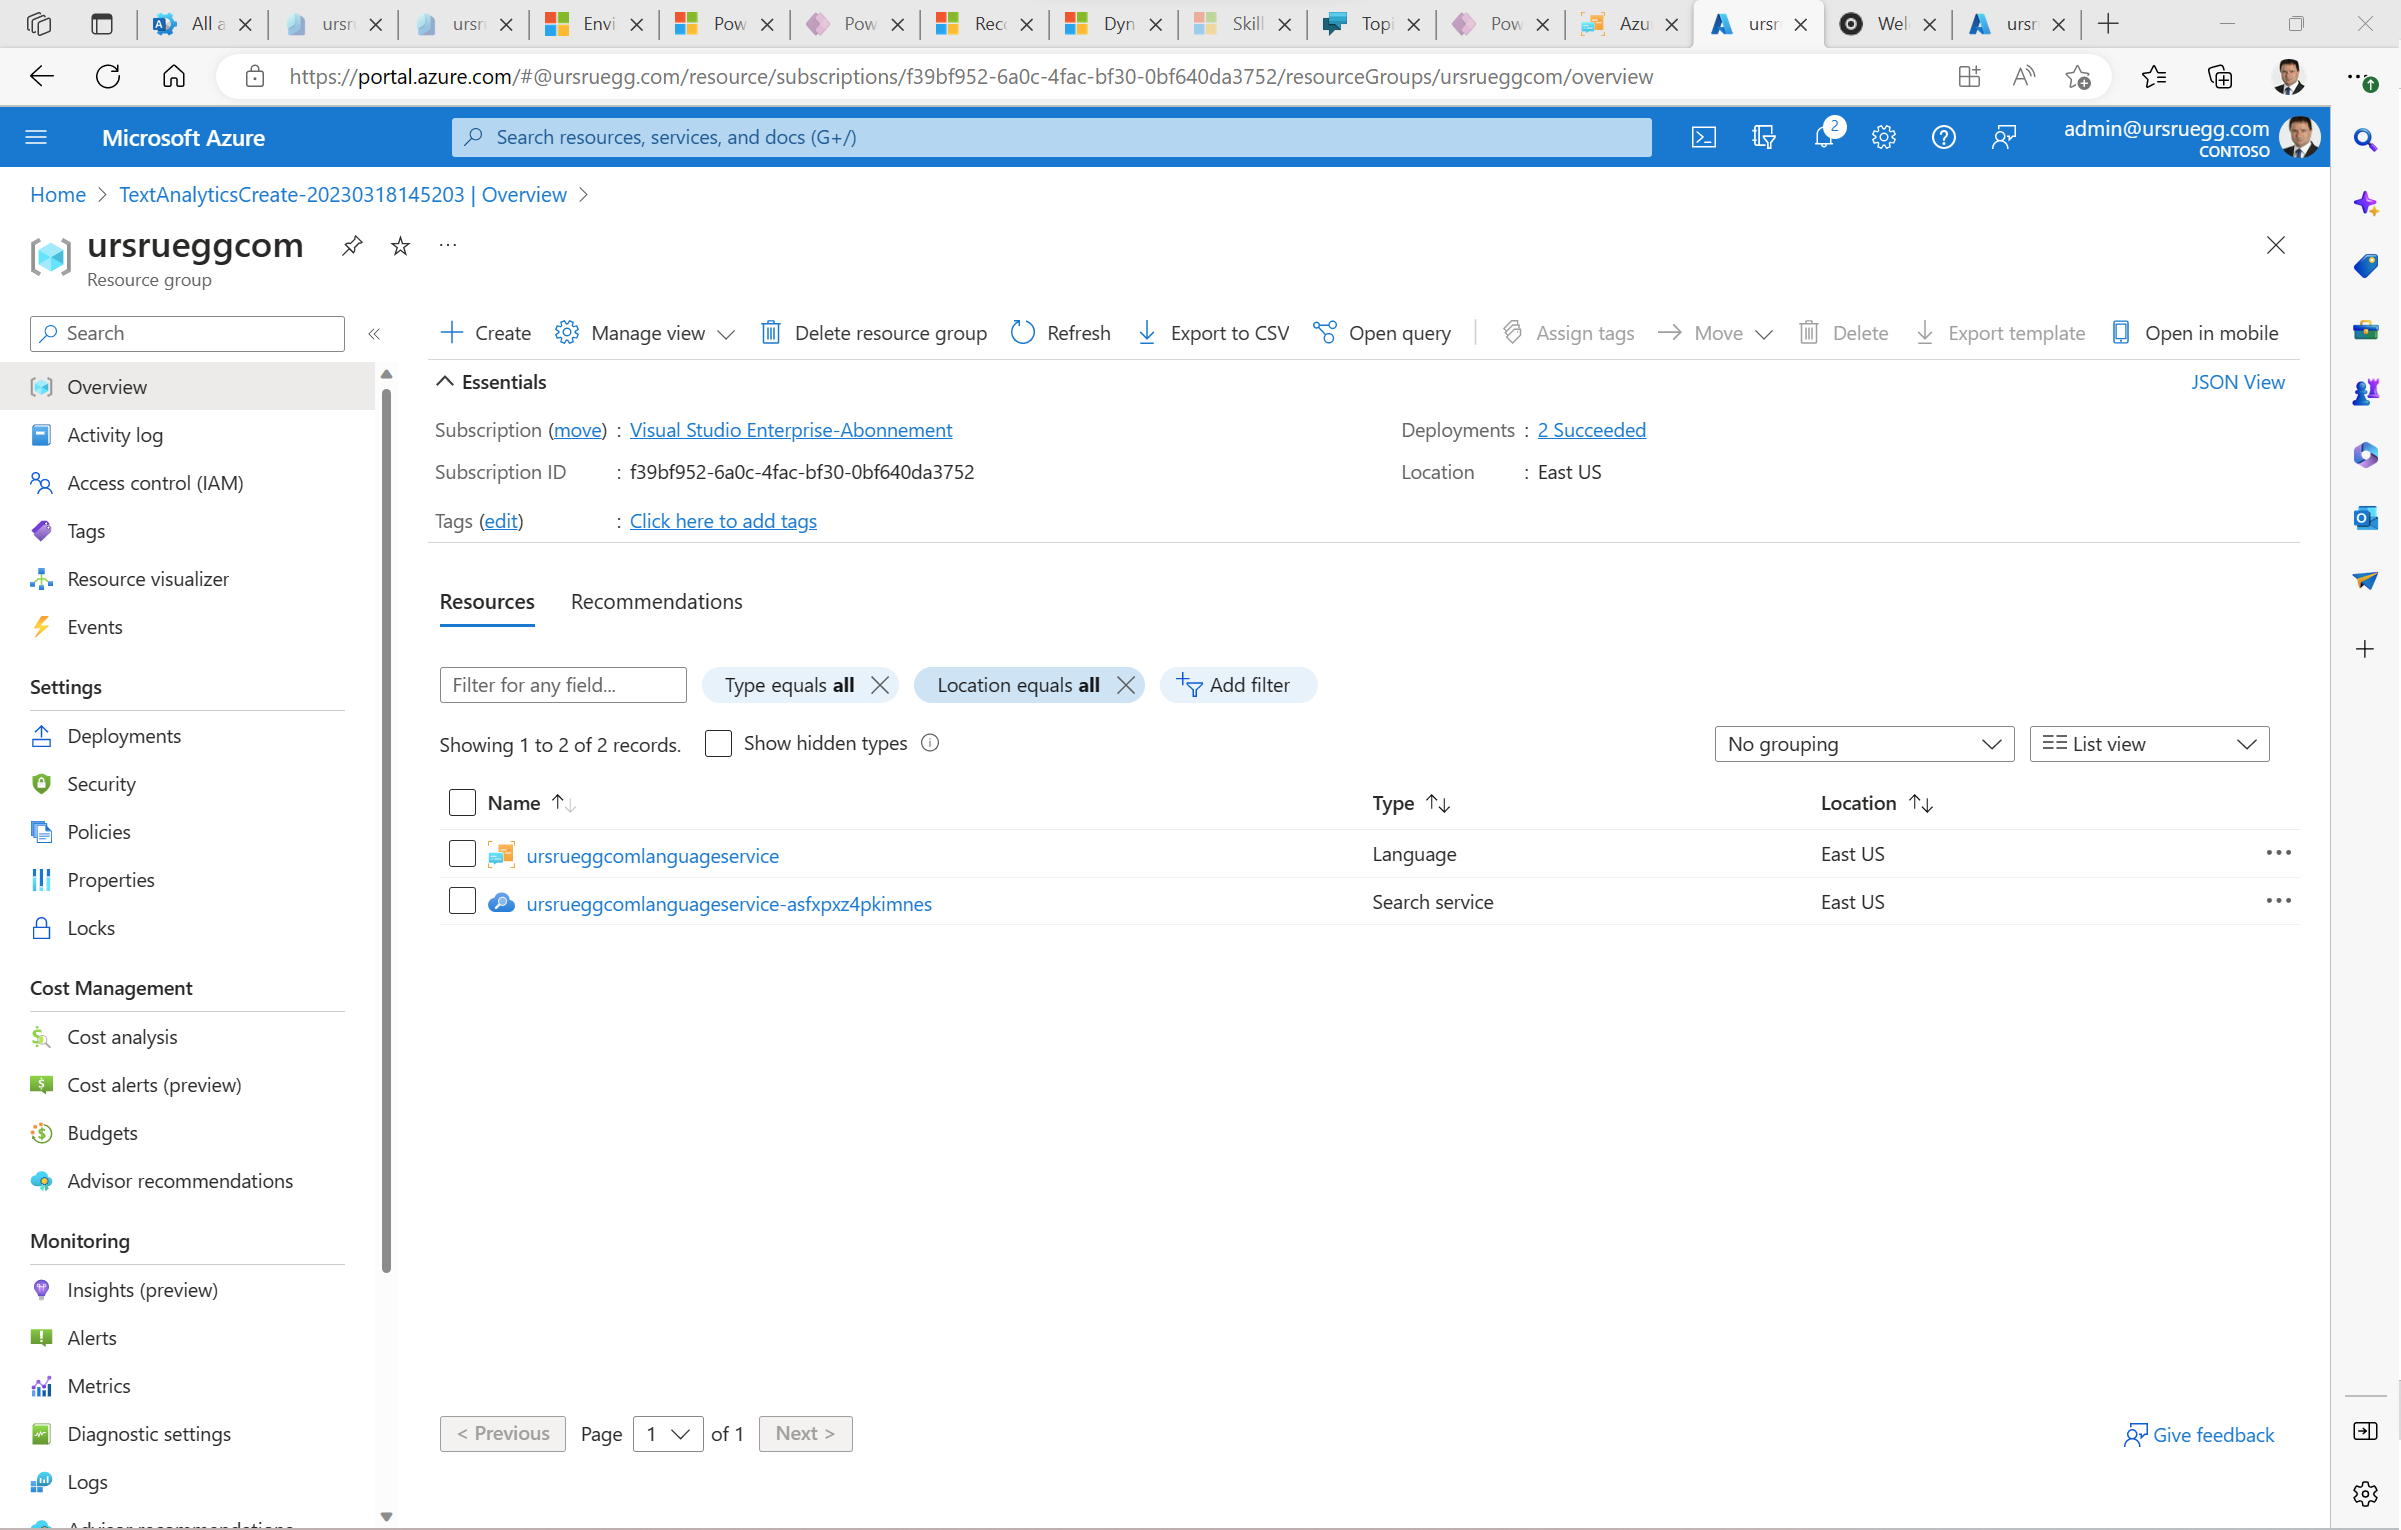 All a
ursr
ursr
Envi
Pow
Pow
Rec
Dyn
Skill
Topi
Pow
Azu
ursr
Wel
ursr
https://portal.azure.com/#@ursruegg.com/resource/subscriptions/f39bf952-6a0c-4fac-bf30-0bf640da3752/resourceGroups/ursrueggcom/overview
Microsoft Azure
Search resources, services, and docs (G+/)
2
admin@ursruegg.com
CONTOSO
Home > TextAnalyticsCreate-20230318145203 | Overview >
ursrueggcom
Resource group
Search
Create
Manage view
Delete resource group
Refresh
Export to CSV
Open query
Assign tags
Move
Delete
Export template
Open in mobile
Overview
Activity log
Access control (IAM)
Tags
Resource visualizer
Events
Settings
Deployments
Security
Policies
Properties
Locks
Cost Management
Cost analysis
Cost alerts (preview)
Budgets
Advisor recommendations
Monitoring
Insights (preview)
Alerts
Metrics
Diagnostic settings
Logs
Advisor recommendations
Essentials
JSON View
Subscription (move) : Visual Studio Enterprise-Abonnement
Subscription ID : f39bf952-6a0c-4fac-bf30-0bf640da3752
Tags (edit) : Click here to add tags
Deployments : 2 Succeeded
Location : East US
Resources
Recommendations
Filter for any field...
Type equals all
Location equals all
Add filter
Showing 1 to 2 of 2 records.
Show hidden types
No grouping
List view
Name
Type
Location
ursrueggcomlanguageservice
Language
East US
ursrueggcomlanguageservice-asfxpxz4pkimnes
Search service
East US
< Previous
Page 1 of 1
Next >
Give feedback